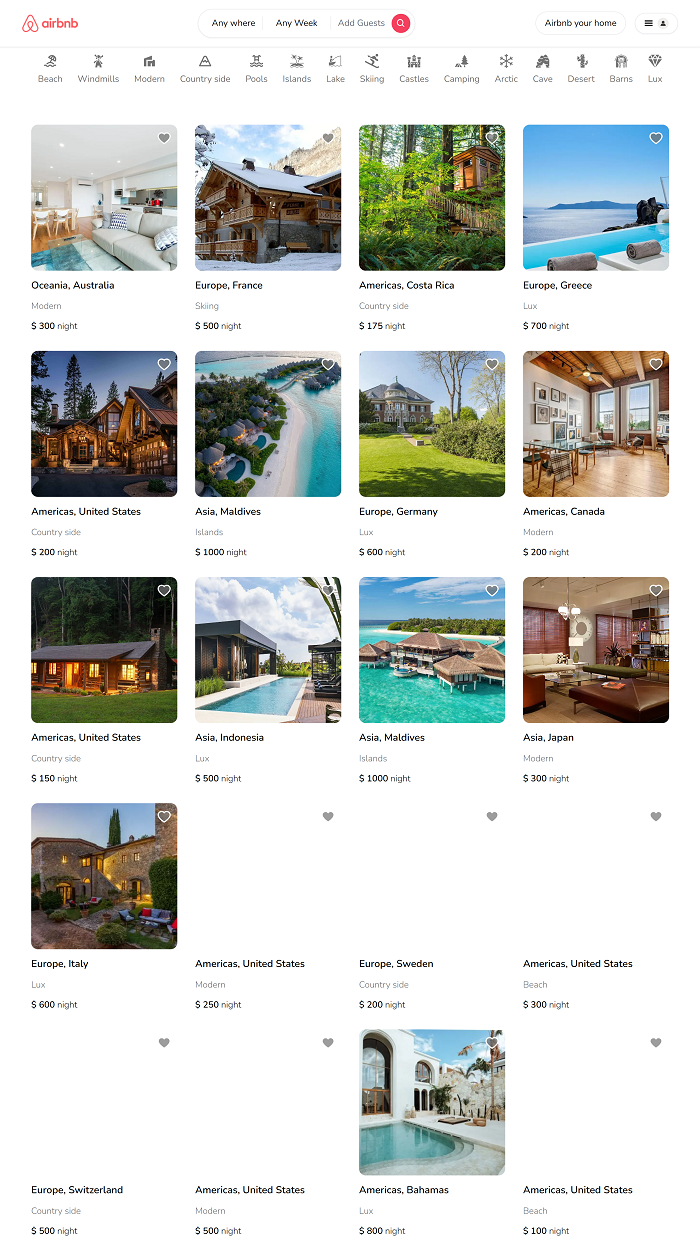 airbnb
Any where Any Week Add Guests
Airbnb your home
Beach Windmills Modern Country side Pools Islands Lake Skiing Castles Camping Arctic Cave Desert Barns Lux
Oceania, Australia
Modern
$ 300 night
Europe, France
Skiing
$ 500 night
Americas, Costa Rica
Country side
$ 175 night
Europe, Greece
Lux
$ 700 night
Americas, United States
Country side
$ 200 night
Asia, Maldives
Islands
$ 1000 night
Europe, Germany
Lux
$ 600 night
Americas, Canada
Modern
$ 200 night
Americas, United States
Country side
$ 150 night
Asia, Indonesia
Lux
$ 500 night
Asia, Maldives
Islands
$ 1000 night
Asia, Japan
Modern
$ 300 night
Europe, Italy
Lux
$ 600 night
Americas, United States
Modern
$ 250 night
Europe, Sweden
Country side
$ 200 night
Americas, United States
Beach
$ 300 night
Europe, Switzerland
Country side
$ 500 night
Americas, United States
Modern
$ 500 night
Americas, Bahamas
Lux
$ 800 night
Americas, United States
Beach
$ 100 night